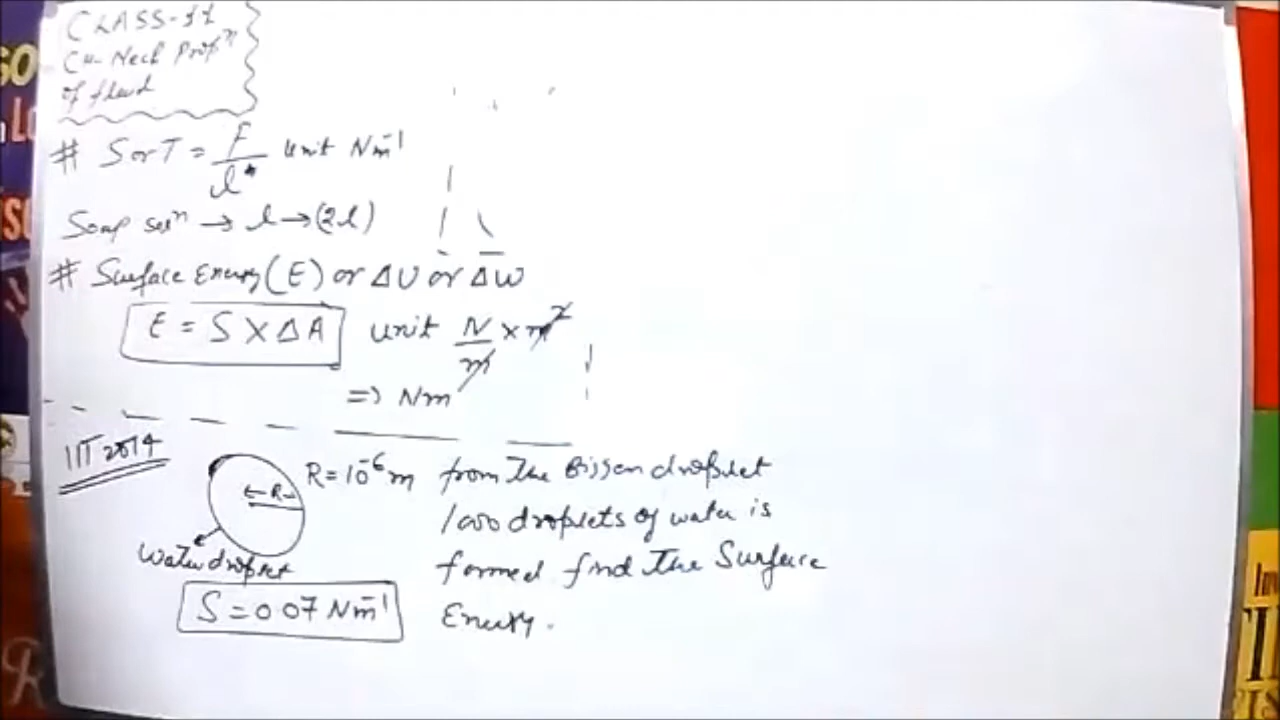 CLASS-11
CH- Mech Propⁿ
of fluid
# S or T = F/l unit Nm⁻¹
Soap solⁿ → l → (2l)
# Surface Energy (E) or ΔU or ΔW
E = S X ΔA unit N/m × m²
=> Nm
IIT 2014
R = 10⁻⁶ m from the Bigger droplet
← R –
1000 droplets of water is
formed find the Surface
Water droplet
S = 0.07 Nm⁻¹ Energy.